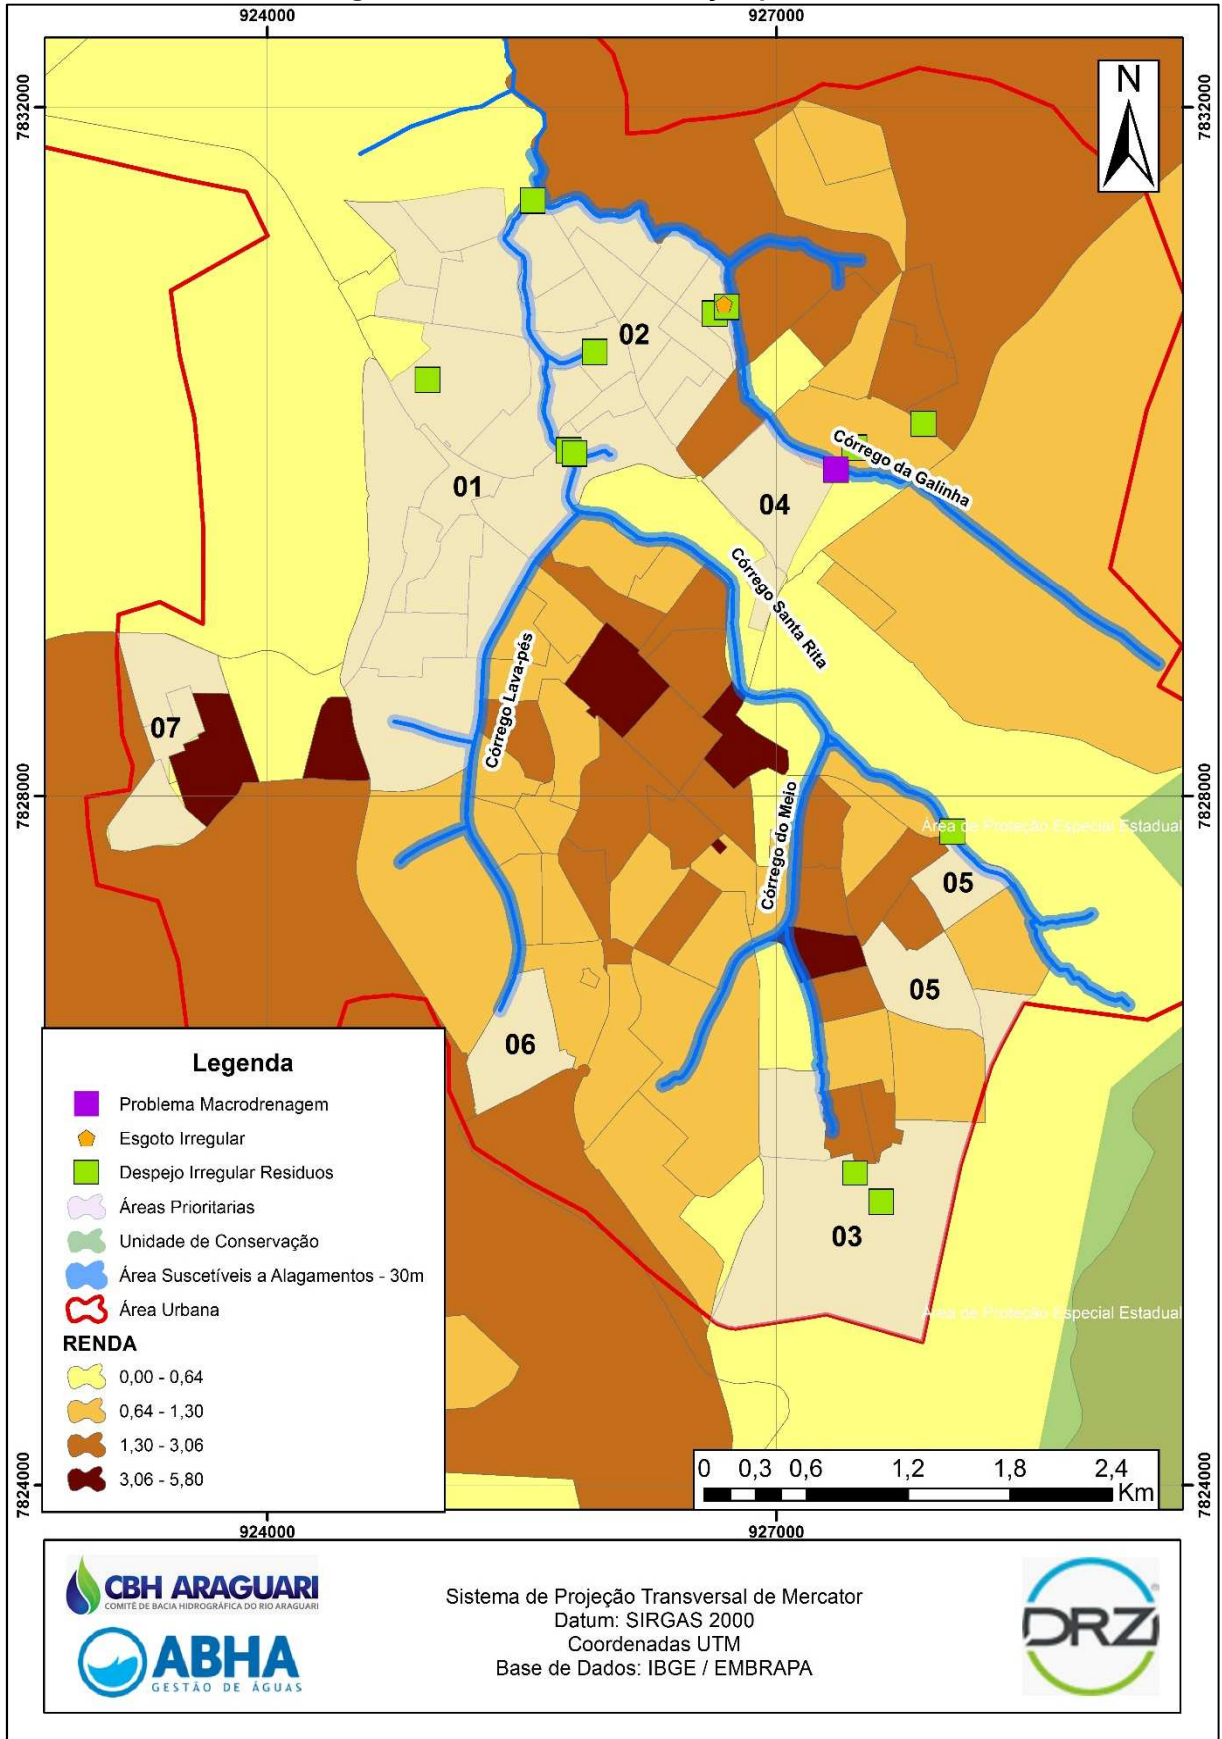 924000
927000
7832000
7832000
N
02
01
04
Córrego da Galinha
Córrego Santa Rita
Córrego Lava-pés
07
Córrego do Meio
7828000
7828000
Área de Proteção Especial Estadual
05
05
06
03
Área de Proteção Especial Estadual
Legenda
Problema Macrodrenagem
Esgoto Irregular
Despejo Irregular Residuos
Áreas Prioritarias
Unidade de Conservação
Área Suscetíveis a Alagamentos - 30m
Área Urbana
RENDA
0,00 - 0,64
0,64 - 1,30
1,30 - 3,06
3,06 - 5,80
0 0,3 0,6 1,2 1,8 2,4
Km
7824000
7824000
924000
927000
CBH ARAGUARI
COMITÊ DE BACIA HIDROGRÁFICA DO RIO ARAGUARI
ABHA
GESTÃO DE ÁGUAS
Sistema de Projeção Transversal de Mercator
Datum: SIRGAS 2000
Coordenadas UTM
Base de Dados: IBGE / EMBRAPA
DRZ